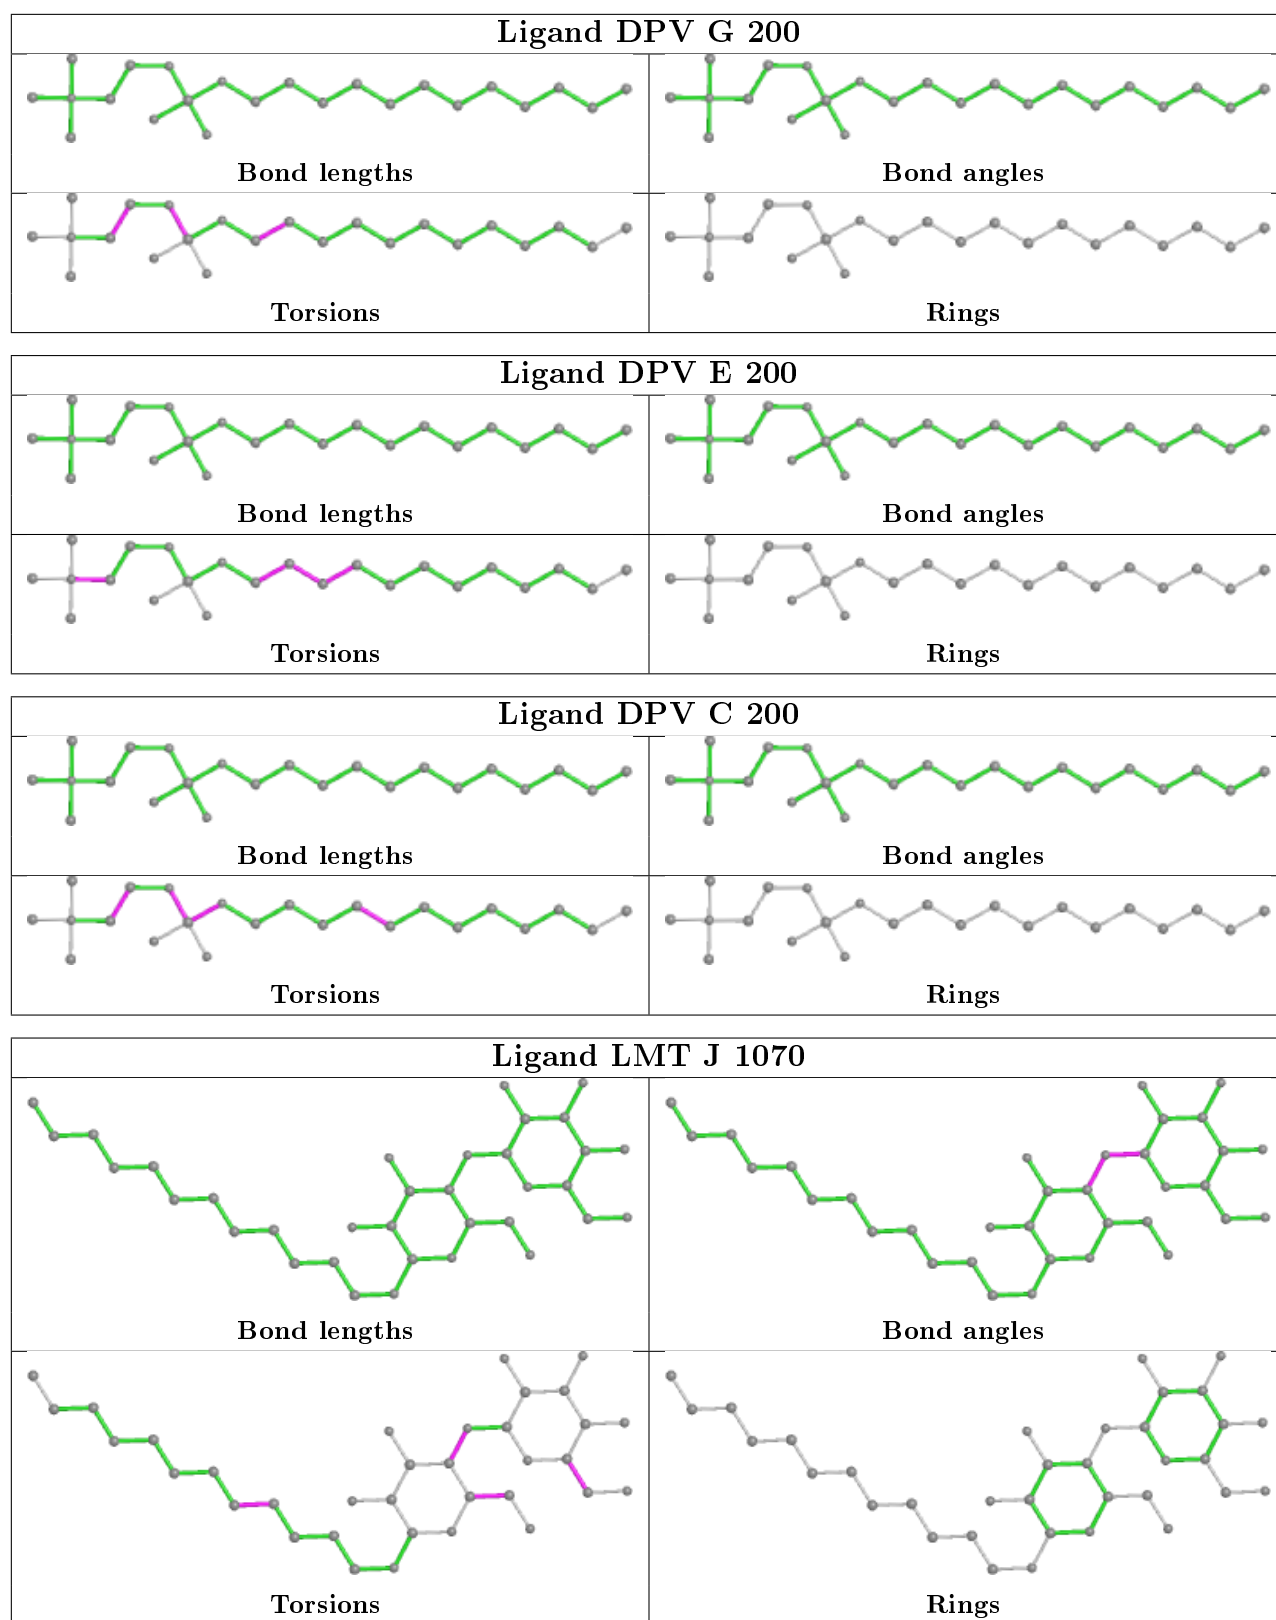 Ligand DPV G 200
Bond lengths
Bond angles
Torsions
Rings
Ligand DPV E 200
Bond lengths
Bond angles
Torsions
Rings
Ligand DPV C 200
Bond lengths
Bond angles
Torsions
Rings
Ligand LMT J 1070
Bond lengths
Bond angles
Torsions
Rings